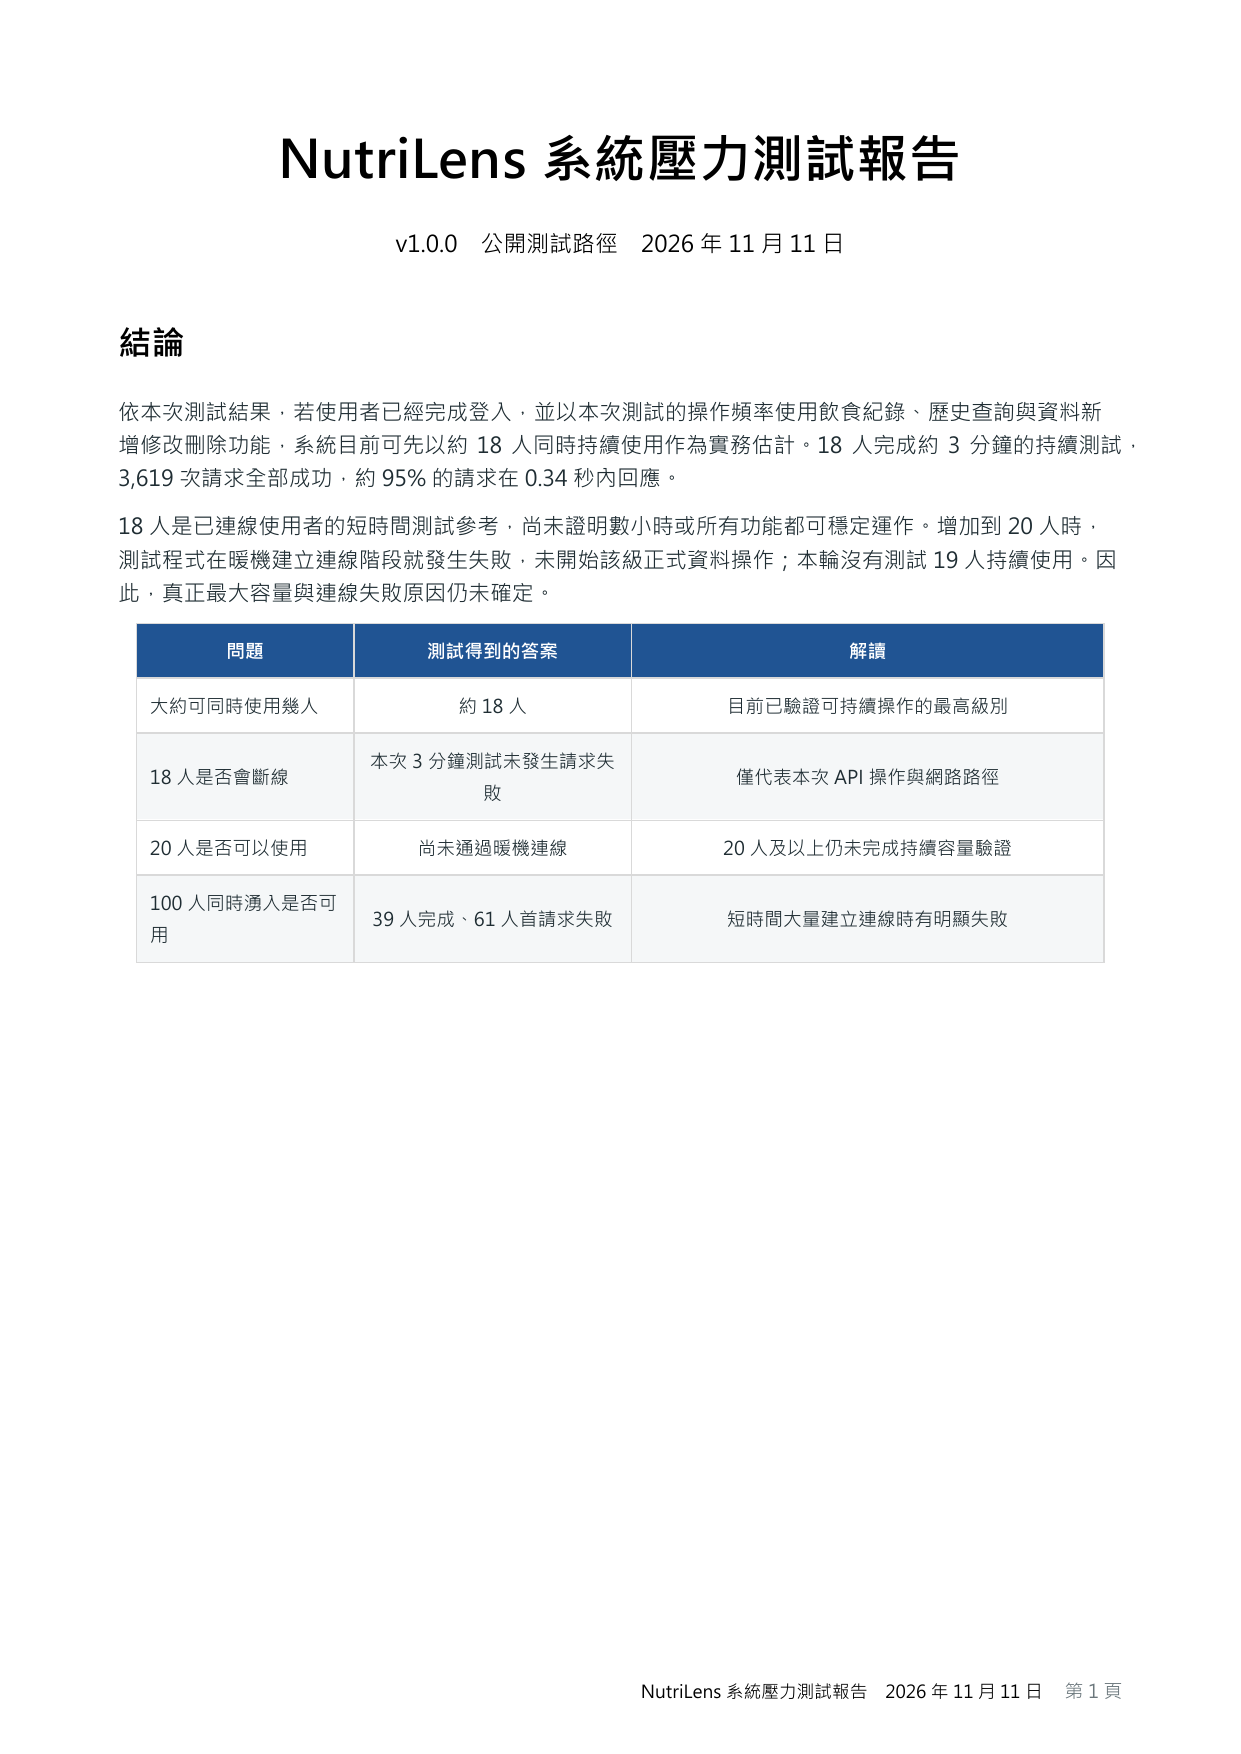 NutriLens 系統壓力測試報告
v1.0.0　公開測試路徑　2026 年 11 月 11 日
結論
依本次測試結果，若使用者已經完成登入，並以本次測試的操作頻率使用飲食紀錄、歷史查詢與資料新
增修改刪除功能，系統目前可先以約 18 人同時持續使用作為實務估計。18 人完成約 3 分鐘的持續測試，
3,619 次請求全部成功，約 95% 的請求在 0.34 秒內回應。
18 人是已連線使用者的短時間測試參考，尚未證明數小時或所有功能都可穩定運作。增加到 20 人時，
測試程式在暖機建立連線階段就發生失敗，未開始該級正式資料操作；本輪沒有測試 19 人持續使用。因
此，真正最大容量與連線失敗原因仍未確定。
問題 測試得到的答案 解讀
大約可同時使用幾人 約 18 人 目前已驗證可持續操作的最高級別
18 人是否會斷線 本次 3 分鐘測試未發生請求失
敗 僅代表本次 API 操作與網路路徑
20 人是否可以使用 尚未通過暖機連線 20 人及以上仍未完成持續容量驗證
100 人同時湧入是否可
用 39 人完成、61 人首請求失敗 短時間大量建立連線時有明顯失敗
NutriLens 系統壓力測試報告　2026 年 11 月 11 日　第 1 頁